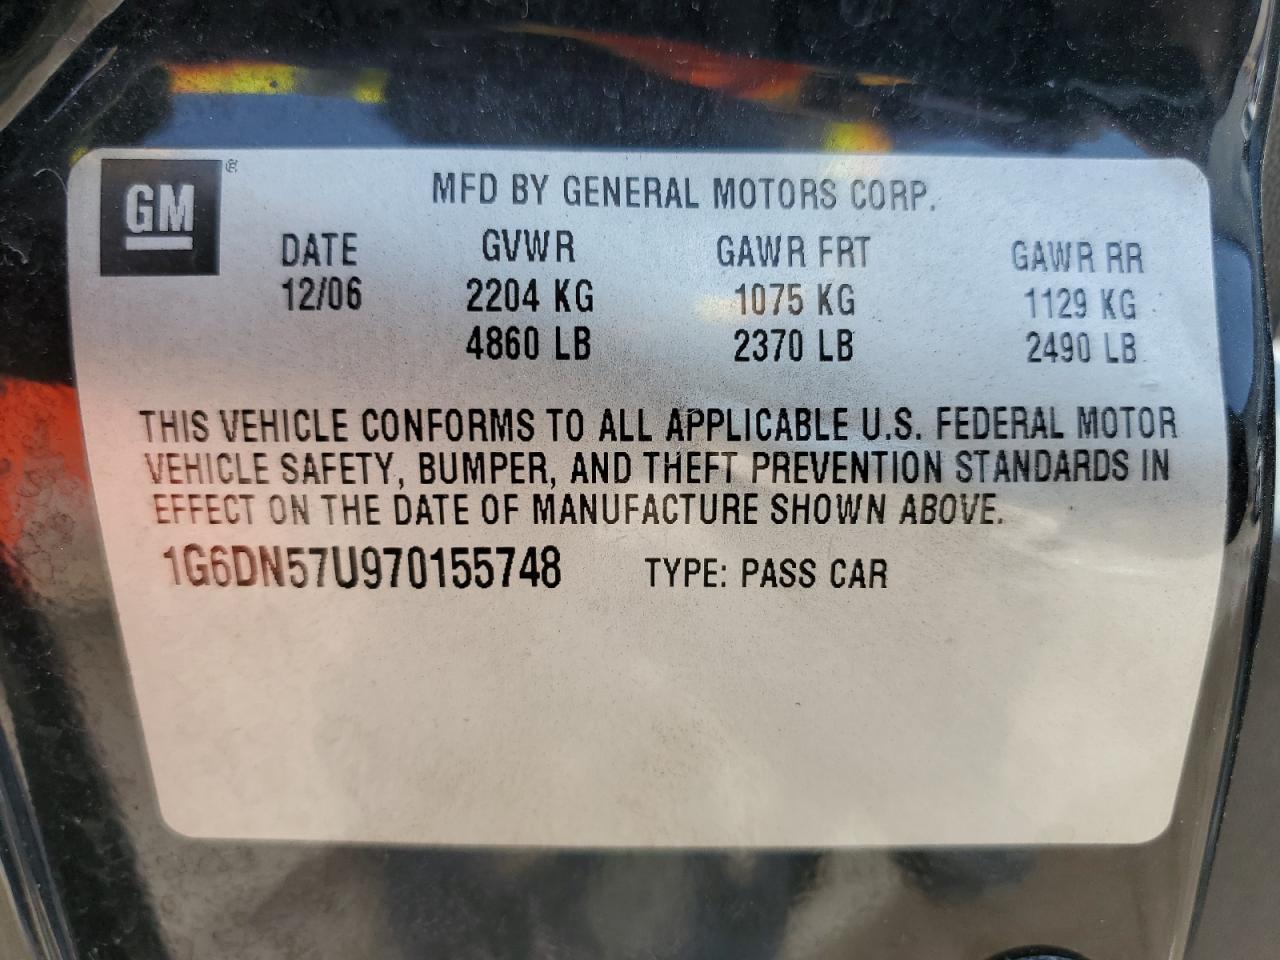 GM ®
MFD BY GENERAL MOTORS CORP.
DATE GVWR GAWR FRT GAWR RR
12/06 2204 KG 1075 KG 1129 KG
4860 LB 2370 LB 2490 LB
THIS VEHICLE CONFORMS TO ALL APPLICABLE U.S. FEDERAL MOTOR
VEHICLE SAFETY, BUMPER, AND THEFT PREVENTION STANDARDS IN
EFFECT ON THE DATE OF MANUFACTURE SHOWN ABOVE.
1G6DN57U970155748 TYPE: PASS CAR